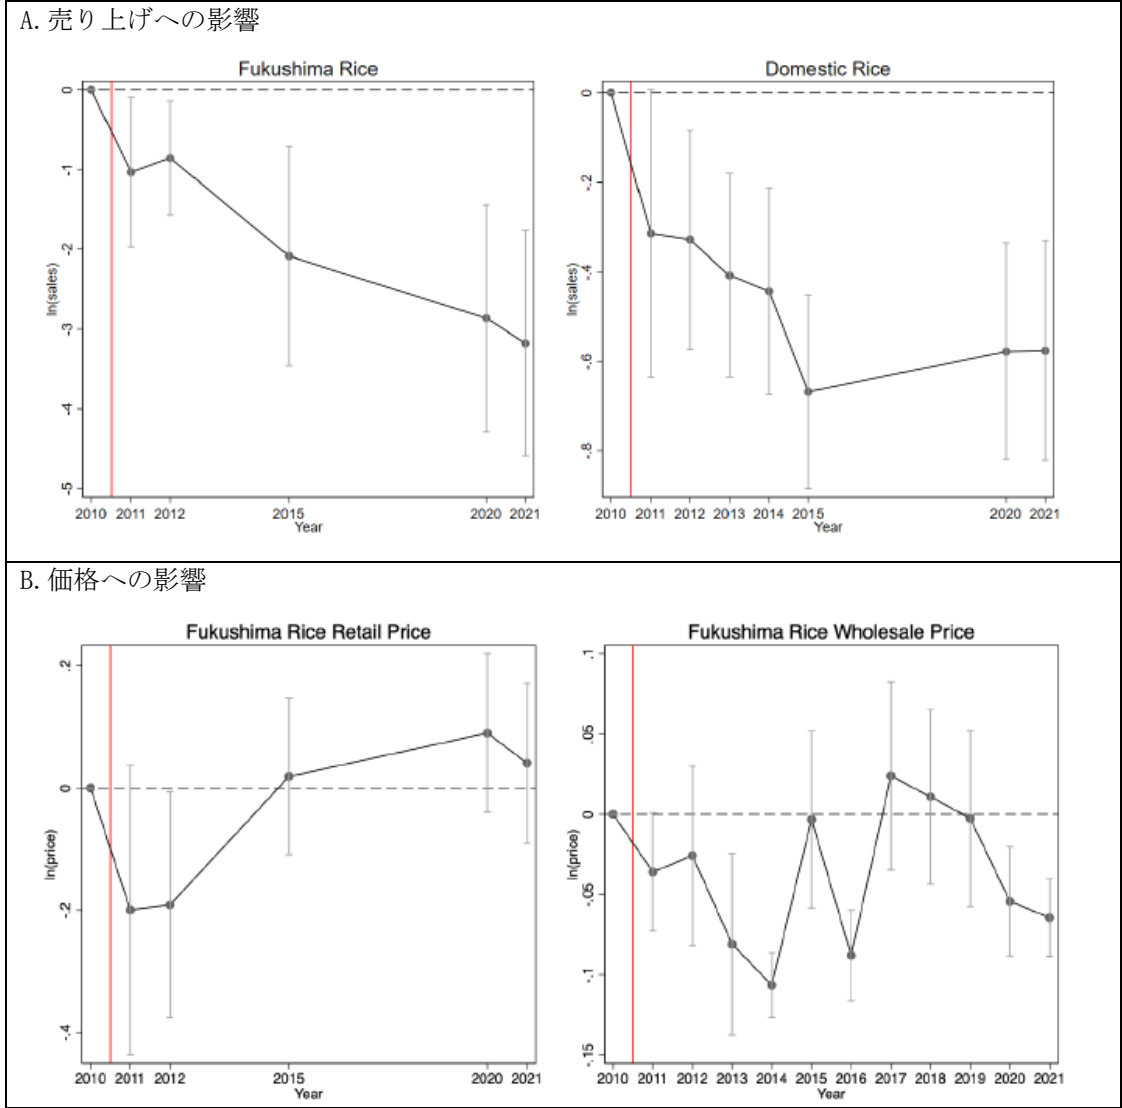 A.売り上げへの影響
Fukushima Rice
ln(sales)
0
-1
-2
-3
-4
-5
2010 2011 2012 2015 2020 2021
Year
Domestic Rice
ln(sales)
0
-.2
-.4
-.6
-.8
2010 2011 2012 2013 2014 2015 2020 2021
Year
B.価格への影響
Fukushima Rice Retail Price
ln(price)
.2
0
-.2
-.4
2010 2011 2012 2015 2020 2021
Year
Fukushima Rice Wholesale Price
ln(price)
.1
.05
0
-.05
-.1
-.15
2010 2011 2012 2013 2014 2015 2016 2017 2018 2019 2020 2021
Year